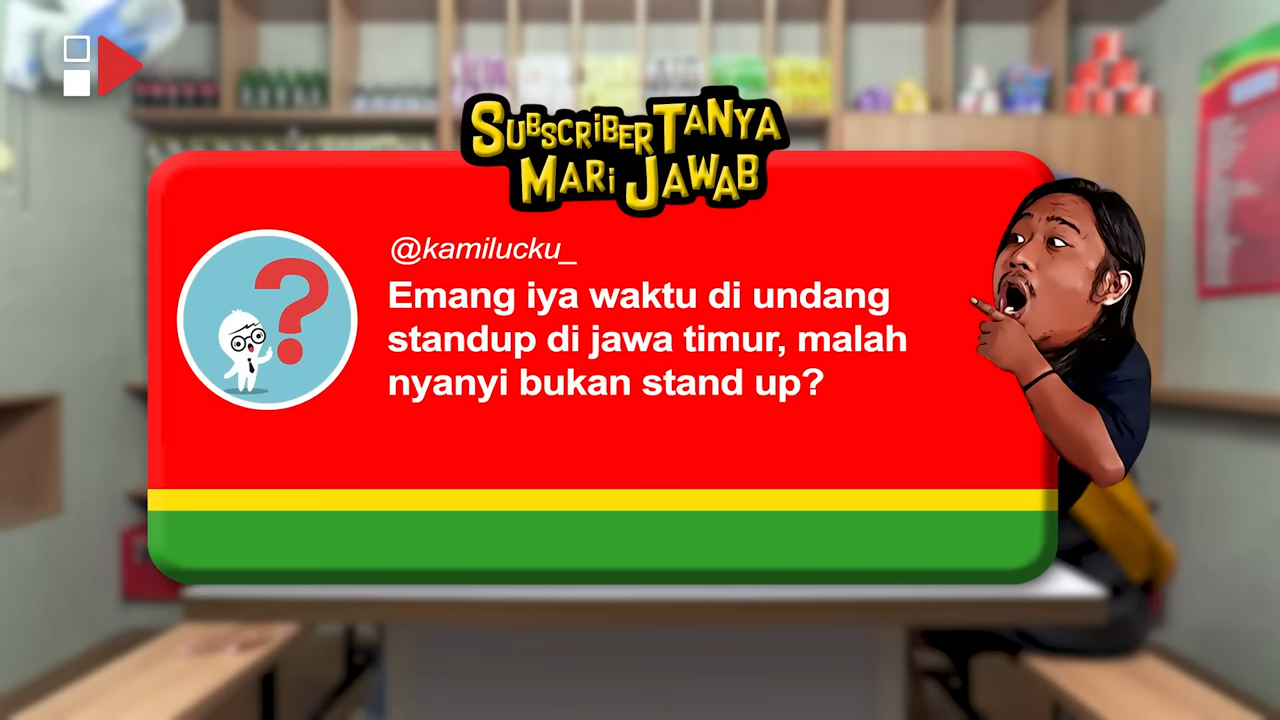 SUBSCRIBER TANYA
MARI JAWAB
@kamilucku_
Emang iya waktu di undang
standup di jawa timur, malah
nyanyi bukan stand up?